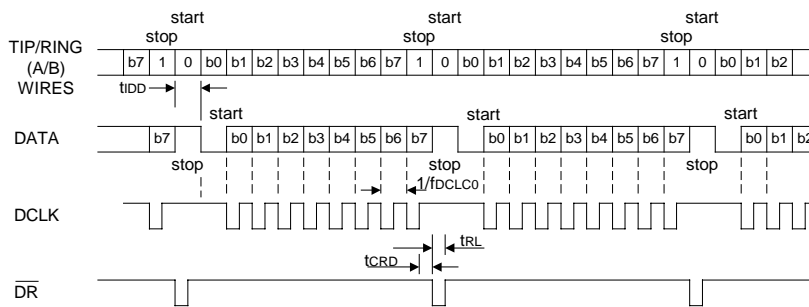 start start start
stop stop stop
TIP/RING (A/B) WIRES
b7 1 0 b0 b1 b2 b3 b4 b5 b6 b7 1 0 b0 b1 b2 b3 b4 b5 b6 b7 1 0 b0 b1 b2
tIDD
start start start
DATA b7 b0 b1 b2 b3 b4 b5 b6 b7 b0 b1 b2 b3 b4 b5 b6 b7 b0 b1 b2
stop stop stop
1/fDCLC0
DCLK
tRL
tCRD
DR